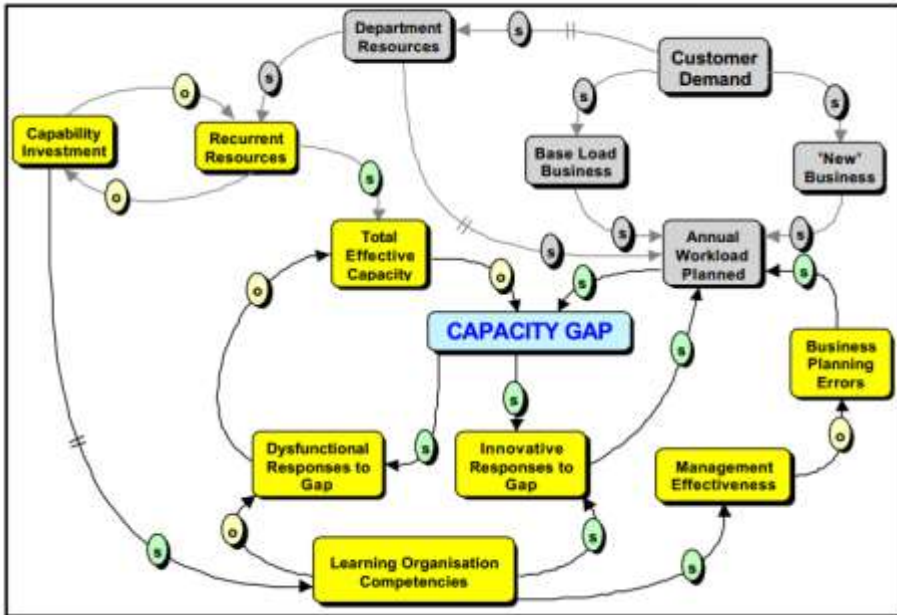 Department
Resources
s
Customer
Demand
o
s
s
s
Capability
Investment
Recurrent
Resources
Base Load
Business
"New"
Business
s
o
s
s
s
Total
Effective
Capacity
Annual
Workload
Planned
s
o
o
s
s
CAPACITY GAP
s
Business
Planning
Errors
s
s
o
Dysfunctional
Responses to
Gap
Innovative
Responses to
Gap
Management
Effectiveness
o
s
s
s
Learning Organisation
Competencies